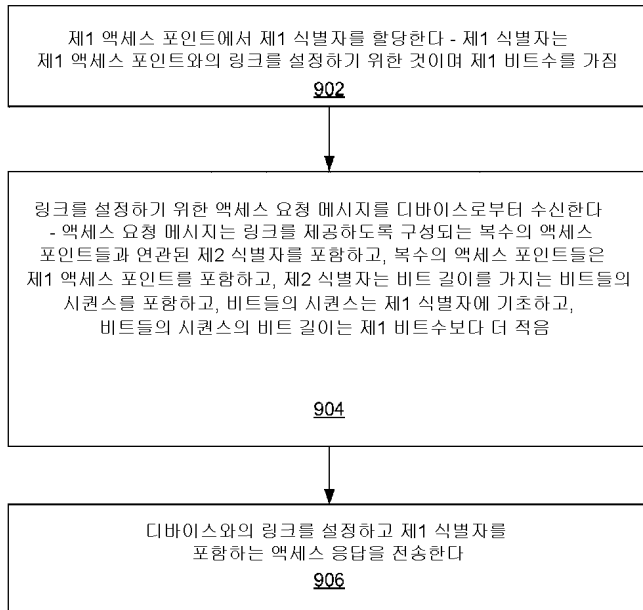 제1 액세스 포인트에서 제1 식별자를 할당한다 - 제1 식별자는
제1 액세스 포인트와의 링크를 설정하기 위한 것이며 제1 비트수를 가짐
902
링크를 설정하기 위한 액세스 요청 메시지를 디바이스로부터 수신한다
- 액세스 요청 메시지는 링크를 제공하도록 구성되는 복수의 액세스
포인트들과 연관된 제2 식별자를 포함하고, 복수의 액세스 포인트들은
제1 액세스 포인트를 포함하고, 제2 식별자는 비트 길이를 가지는 비트들의
시퀀스를 포함하고, 비트들의 시퀀스는 제1 식별자에 기초하고,
비트들의 시퀀스의 비트 길이는 제1 비트수보다 더 적음
904
디바이스와의 링크를 설정하고 제1 식별자를
포함하는 액세스 응답을 전송한다
906